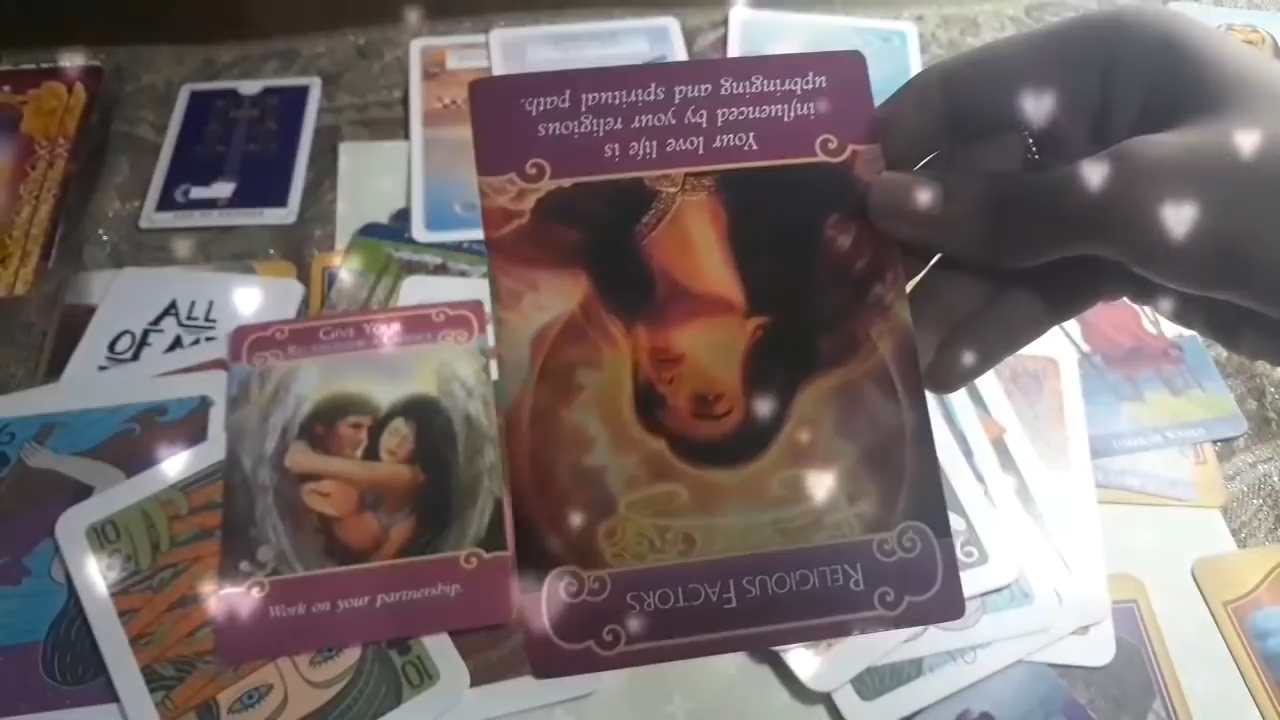 Your love life is
influenced by your religious
upbringing and spiritual path.
RELIGIOUS FACTORS
ALL
OF
GIVE YOUR
Work on your partnership.
10
10